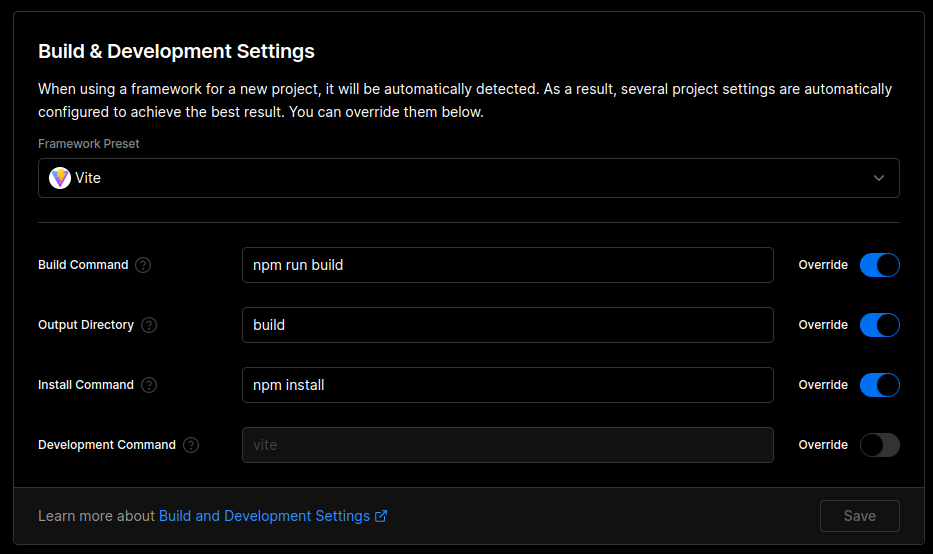 Build & Development Settings
When using a framework for a new project, it will be automatically detected. As a result, several project settings are automatically
configured to achieve the best result. You can override them below.
Framework Preset
Vite
Build Command ? npm run build Override
Output Directory ? build Override
Install Command ? npm install Override
Development Command ? vite Override
Learn more about Build and Development Settings Save